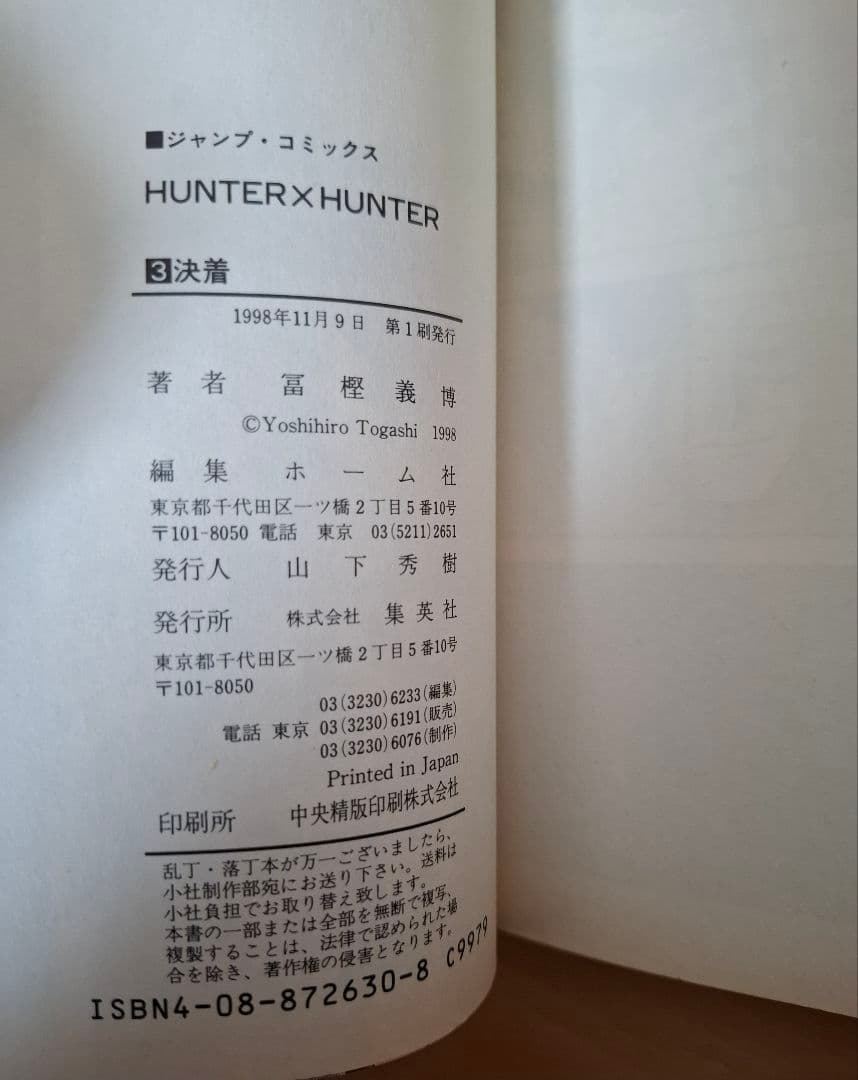 ■ジャンプ・コミックス
HUNTER×HUNTER
3決着
1998年11月9日 第1刷発行
著者 冨樫義博
©Yoshihiro Togashi 1998
編集 ホーム社
東京都千代田区一ツ橋2丁目5番10号
〒101-8050 電話 東京 03(5211)2651
発行人 山下秀樹
発行所 株式会社 集英社
東京都千代田区一ツ橋2丁目5番10号
〒101-8050
03(3230)6233(編集)
電話 東京 03(3230)6191(販売)
03(3230)6076(制作)
Printed in Japan
印刷所 中央精版印刷株式会社
乱丁・落丁本が万一ございましたら、
小社制作部宛にお送り下さい。送料は
小社負担でお取り替え致します。
本書の一部または全部を無断で複写、
複製することは、法律で認められた場
合を除き、著作権の侵害となります。
ISBN4-08-872630-8 C9979